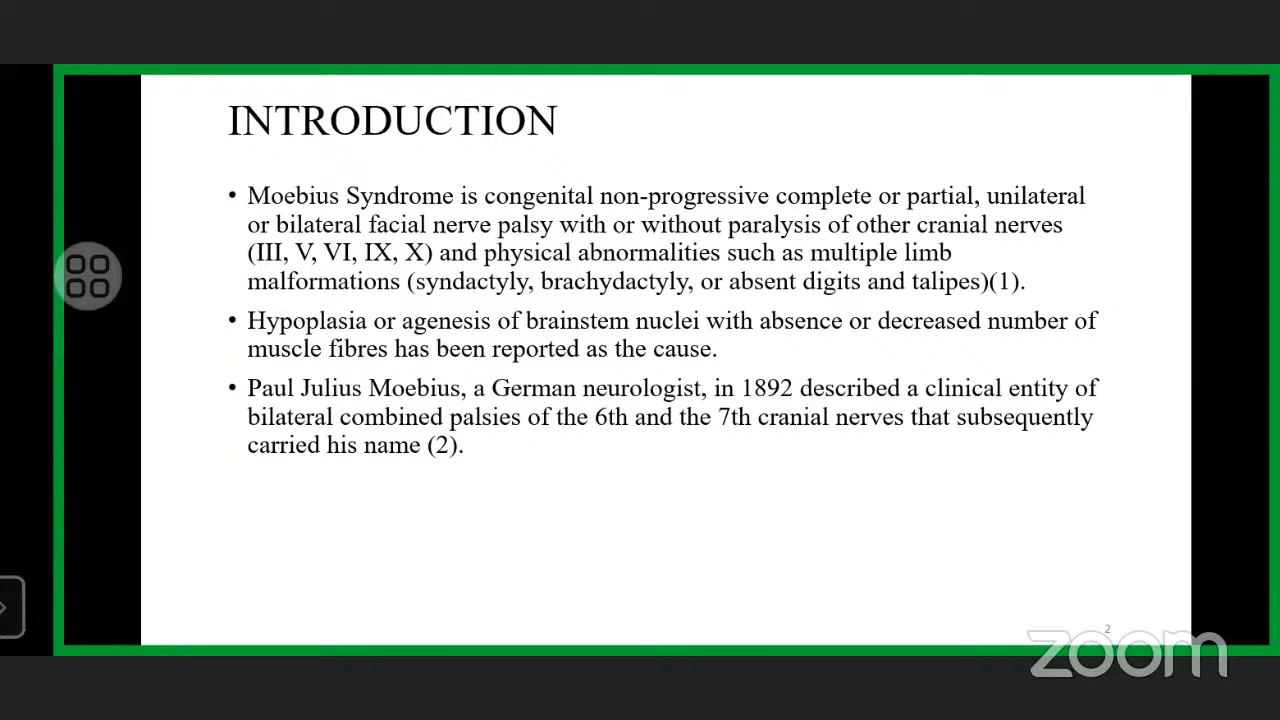 INTRODUCTION
• Moebius Syndrome is congenital non-progressive complete or partial, unilateral
or bilateral facial nerve palsy with or without paralysis of other cranial nerves
(III, V, VI, IX, X) and physical abnormalities such as multiple limb
malformations (syndactyly, brachydactyly, or absent digits and talipes)(1).
• Hypoplasia or agenesis of brainstem nuclei with absence or decreased number of
muscle fibres has been reported as the cause.
• Paul Julius Moebius, a German neurologist, in 1892 described a clinical entity of
bilateral combined palsies of the 6th and the 7th cranial nerves that subsequently
carried his name (2).
2
zoom